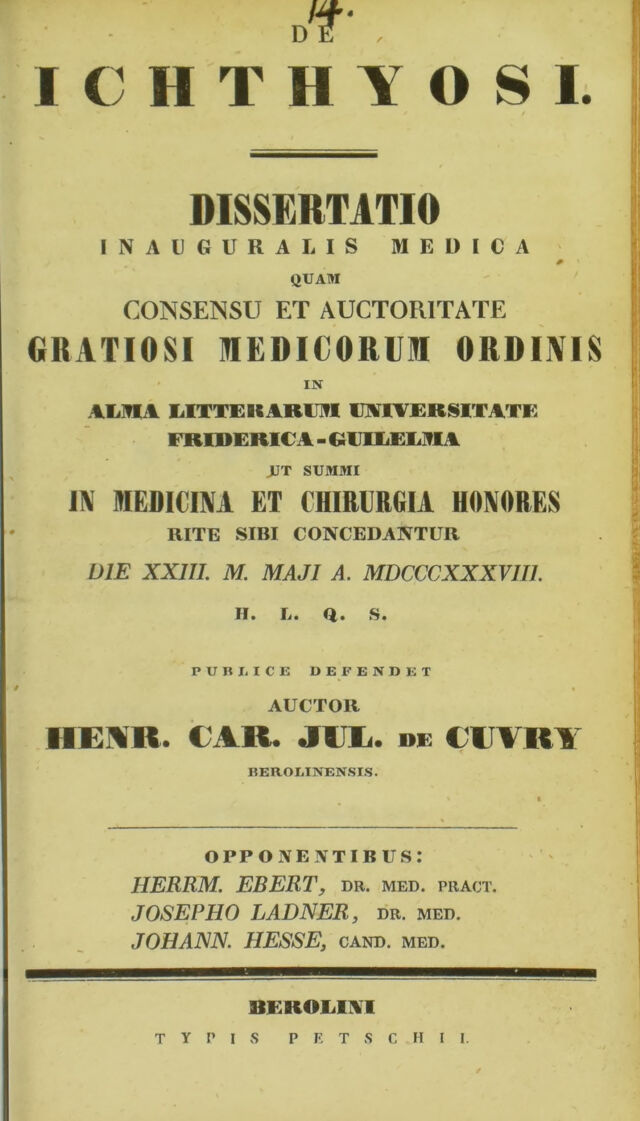 14.
DE
ICHTHYOSI.
DISSERTATIO
INAUGURALIS MEDICA
QUAM
CONSENSU ET AUCTORITATE
GRATIOSI MEDICORUM ORDINIS
IN
ALMA LITTERARUM UNIVERSITATE
FRIDERICA-GUILELMA
UT SUMMI
IN MEDICINA ET CHIRURGIA HONORES
RITE SIBI CONCEDANTUR
DIE XXIII. M. MAJI A. MDCCCXXXVIII.
H. L. Q. S.
PUBLICE DEFENDET
AUCTOR
HENR. CAR. JUL. DE CUVRY
BEROLINENSIS.
OPPONENTIBUS:
HERRM. EBERT, DR. MED. PRACT.
JOSEPHO LADNER, DR. MED.
JOHANN. HESSE, CAND. MED.
BEROLINI
TYPIS PETSCHII.